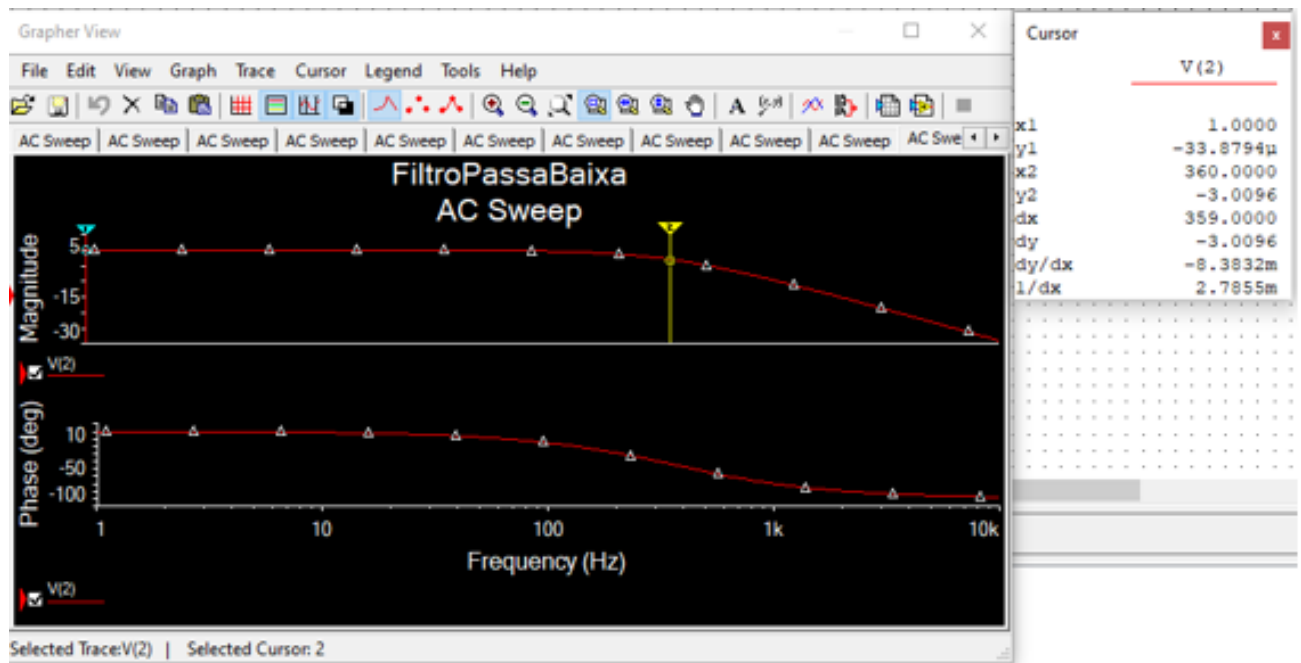 Grapher View
File Edit View Graph Trace Cursor Legend Tools Help
AC Sweep AC Sweep AC Sweep AC Sweep AC Sweep AC Sweep AC Sweep AC Sweep AC Sweep AC Sweep AC Swe
FiltroPassaBaixa
AC Sweep
Magnitude
5
-15
-30
V(2)
Phase (deg)
10
-50
-100
1 10 100 1k 10k
Frequency (Hz)
V(2)
Selected Trace:V(2) | Selected Cursor: 2
Cursor
V(2)
x1 1.0000
y1 -33.8794µ
x2 360.0000
y2 -3.0096
dx 359.0000
dy -3.0096
dy/dx -8.3832m
1/dx 2.7855m